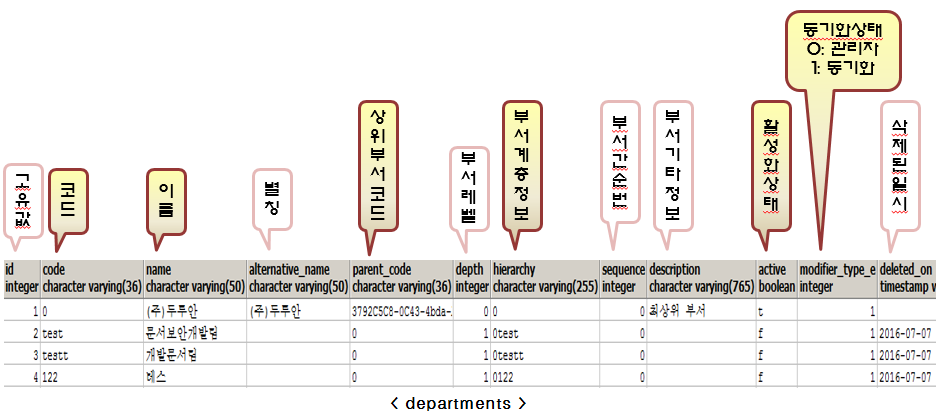 동기화상태
0: 관리자
1: 동기화
고유값
코드
이름
별칭
상위부서코드
부서레벨
부서계층정보
부서간순번
부서기타정보
활성화상태
삭제된일시
id code name alternative_name parent_code depth hierarchy sequence description active modifier_type_e deleted_on
integer character varying(36) character varying(50) character varying(50) character varying(36) integer character varying(255) integer character varying(765) boolean integer timestamp w
1 0 (주)두루안 (주)두루안 3792C5C8-0C43-4bda-. 0 0 0 최상위 부서 t 1
2 test 문서보안개발팀 0 1 0test 0 f 1 2016-07-07
3 testt 개발문서팀 0 1 0testt 0 f 1 2016-07-07
4 122 테스 0 1 0122 0 f 1 2016-07-07
< departments >